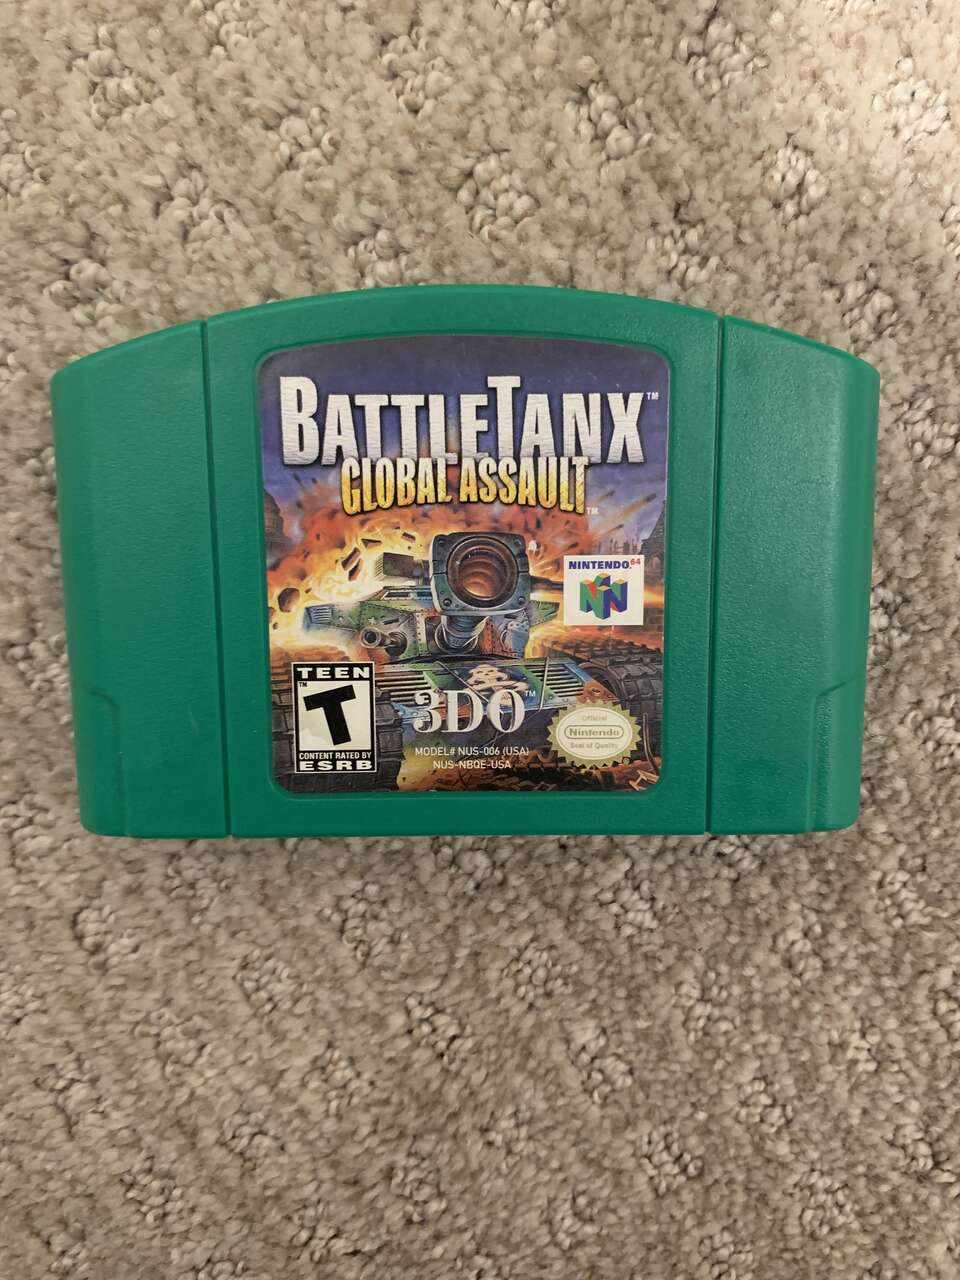 BATTLETANX™
GLOBAL ASSAULT™
NINTENDO64
N
TEEN
™
T
CONTENT RATED BY
ESRB
3DO™
MODEL# NUS-006 (USA)
NUS-NBQE-USA
Official
Nintendo
Seal of Quality